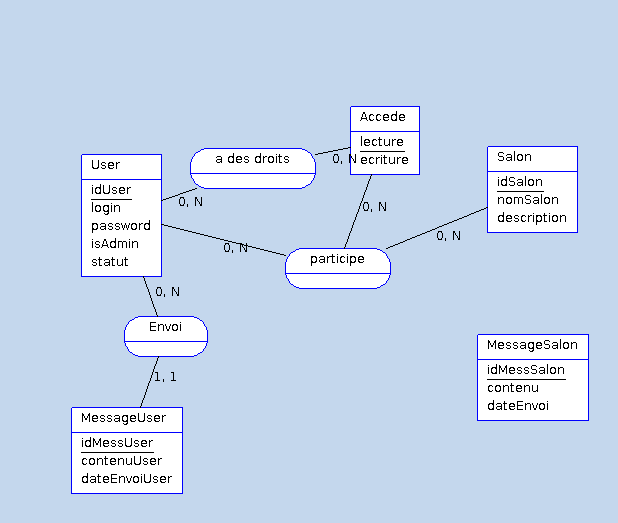 Accede
lecture
ecriture
a des droits
0, N
0, N
User
idUser
login
password
isAdmin
statut
Salon
idSalon
nomSalon
description
0, N
0, N
0, N
participe
0, N
Envoi
1, 1
MessageSalon
idMessSalon
contenu
dateEnvoi
MessageUser
idMessUser
contenuUser
dateEnvoiUser